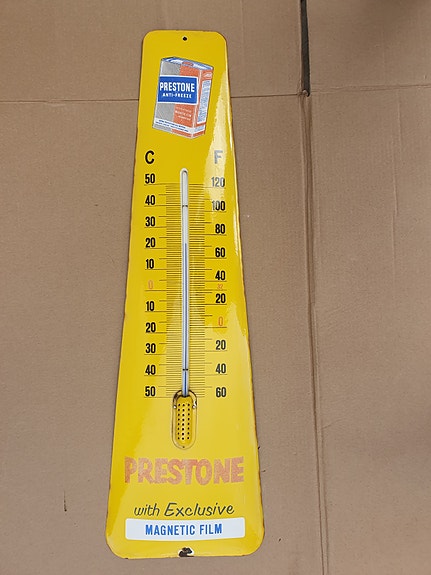 PRESTONE
ANTI-FREEZE
C F
50 120
40 100
30 80
20 60
10 40
0 32
10 20
20 0
30 20
40 40
50 60
PRESTONE
with Exclusive
MAGNETIC FILM